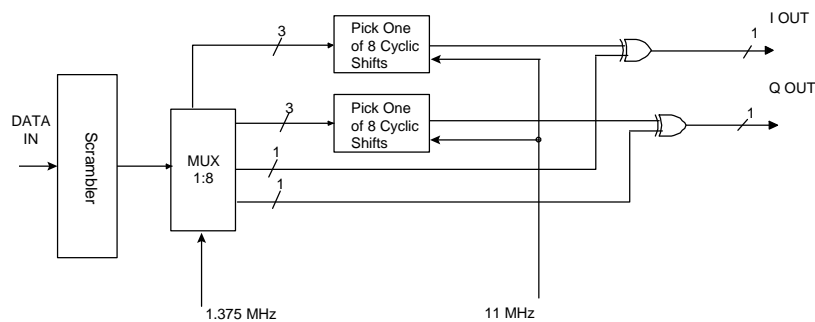 I OUT
3
Pick One
of 8 Cyclic
Shifts
1
Q OUT
DATA
IN
Scrambler
3
Pick One
of 8 Cyclic
Shifts
1
MUX
1:8
1
1
1.375 MHz
11 MHz